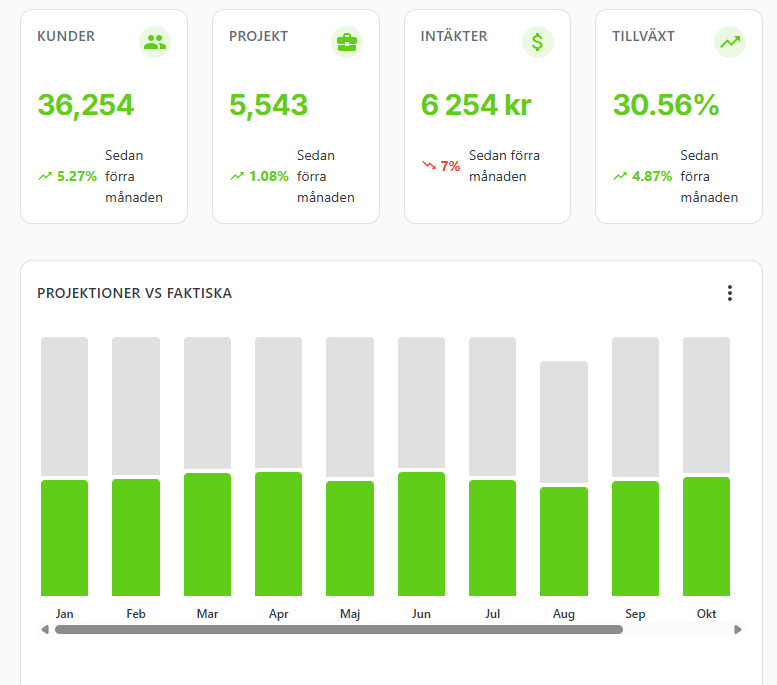 KUNDER
36,254
5.27% Sedan
förra
månaden
PROJEKT
5,543
1.08% Sedan
förra
månaden
INTÄKTER
$
6 254 kr
7% Sedan förra
månaden
TILLVÄXT
30.56%
4.87% Sedan
förra
månaden
PROJEKTIONER VS FAKTISKA
Jan Feb Mar Apr Maj Jun Jul Aug Sep Okt